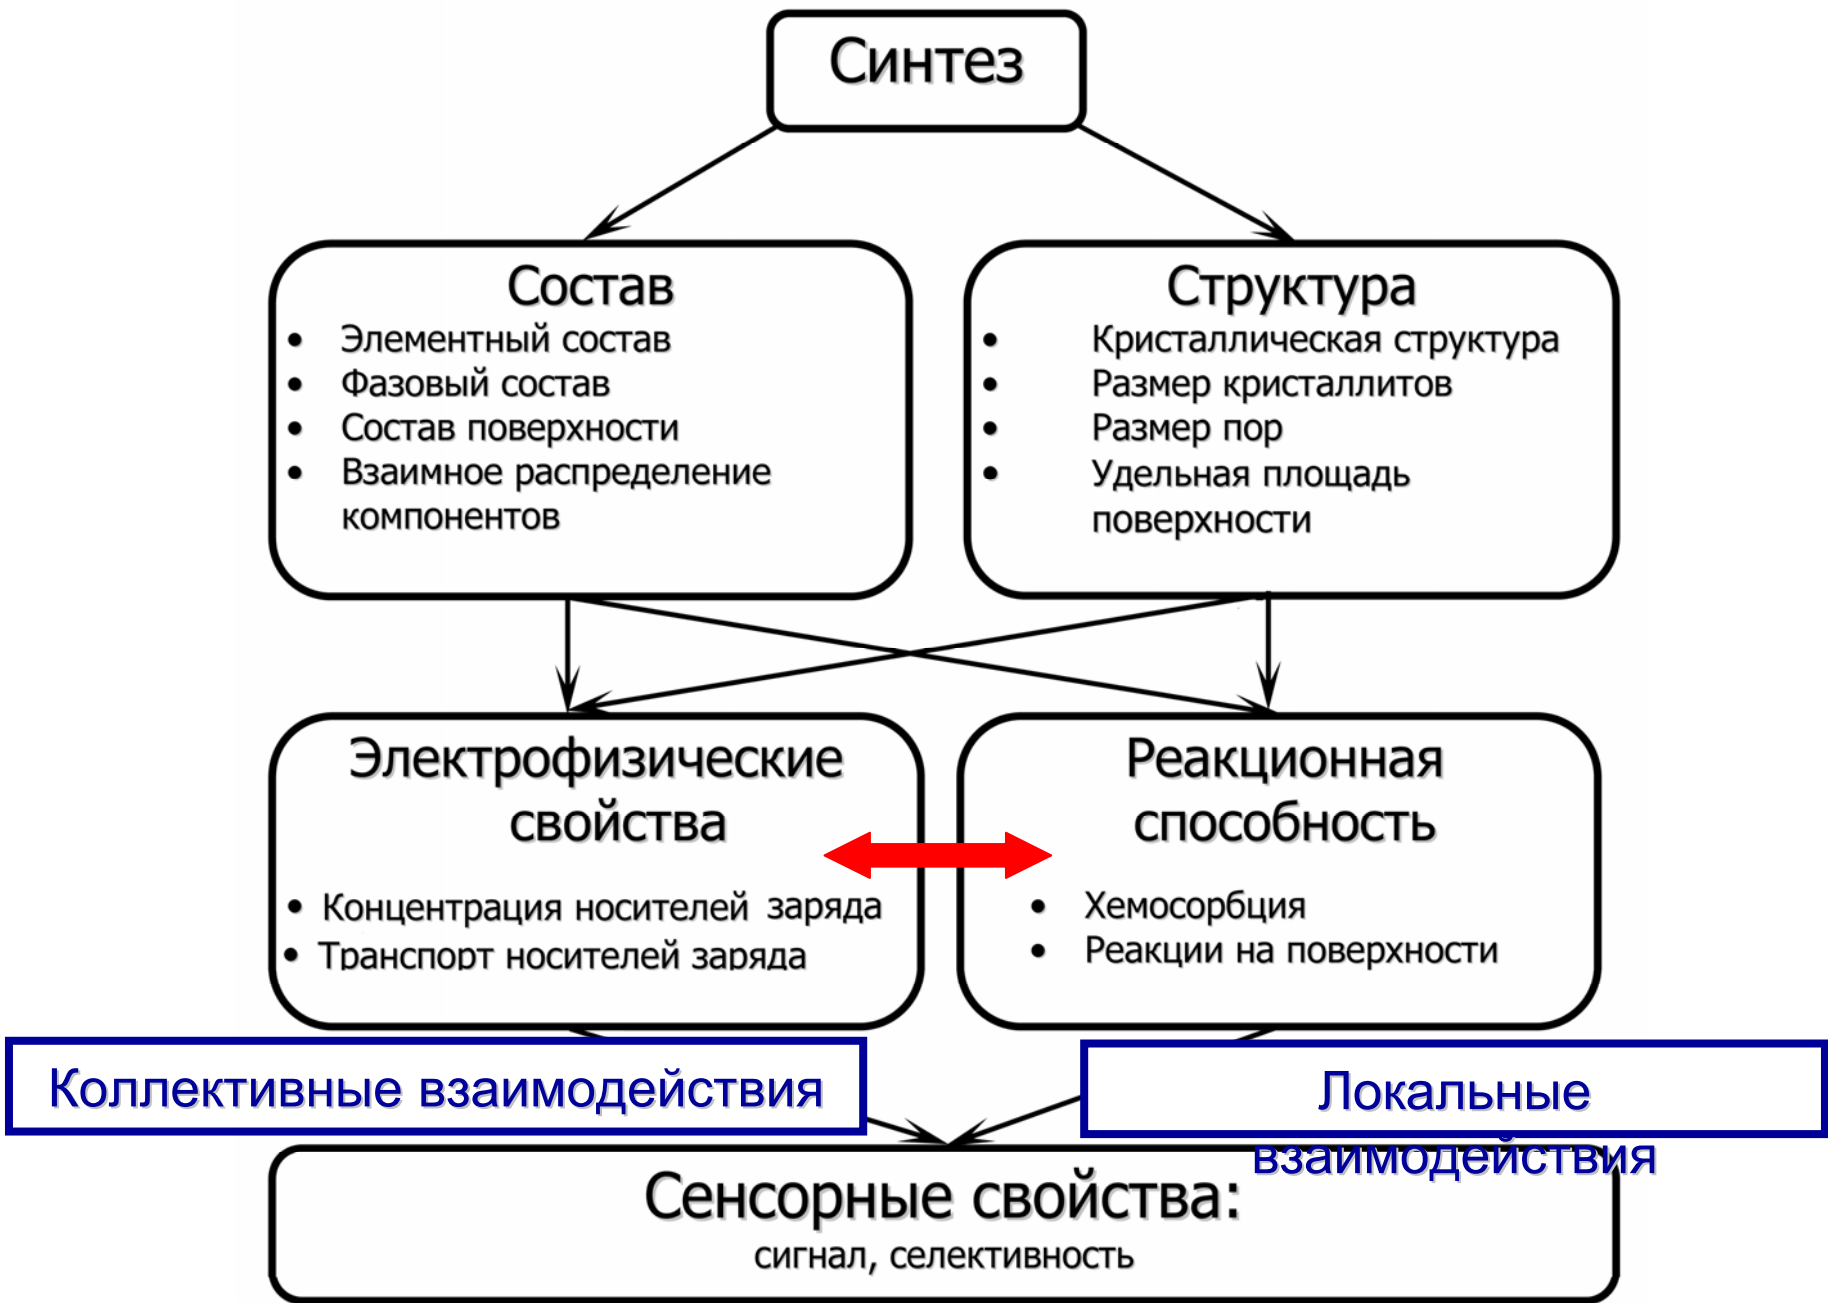 Синтез
Состав
• Элементный состав
• Фазовый состав
• Состав поверхности
• Взаимное распределение
компонентов
Структура
• Кристаллическая структура
• Размер кристаллитов
• Размер пор
• Удельная площадь
поверхности
Электрофизические
свойства
• Концентрация носителей заряда
• Транспорт носителей заряда
Реакционная
способность
• Хемосорбция
• Реакции на поверхности
Коллективные взаимодействия
Локальные
взаимодействия
Сенсорные свойства:
сигнал, селективность